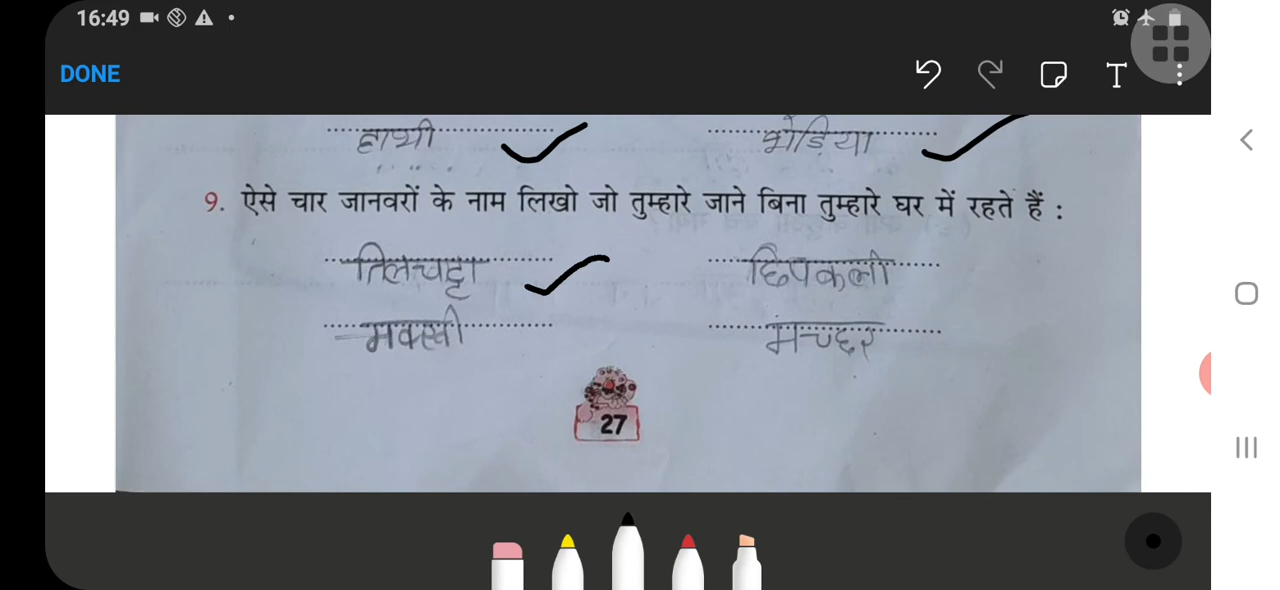 16:49
DONE
T
हाथी भेड़िया
9. ऐसे चार जानवरों के नाम लिखो जो तुम्हारे जाने बिना तुम्हारे घर में रहते हैं :
तिलचट्टा छिपकली
मक्खी मच्छर
27